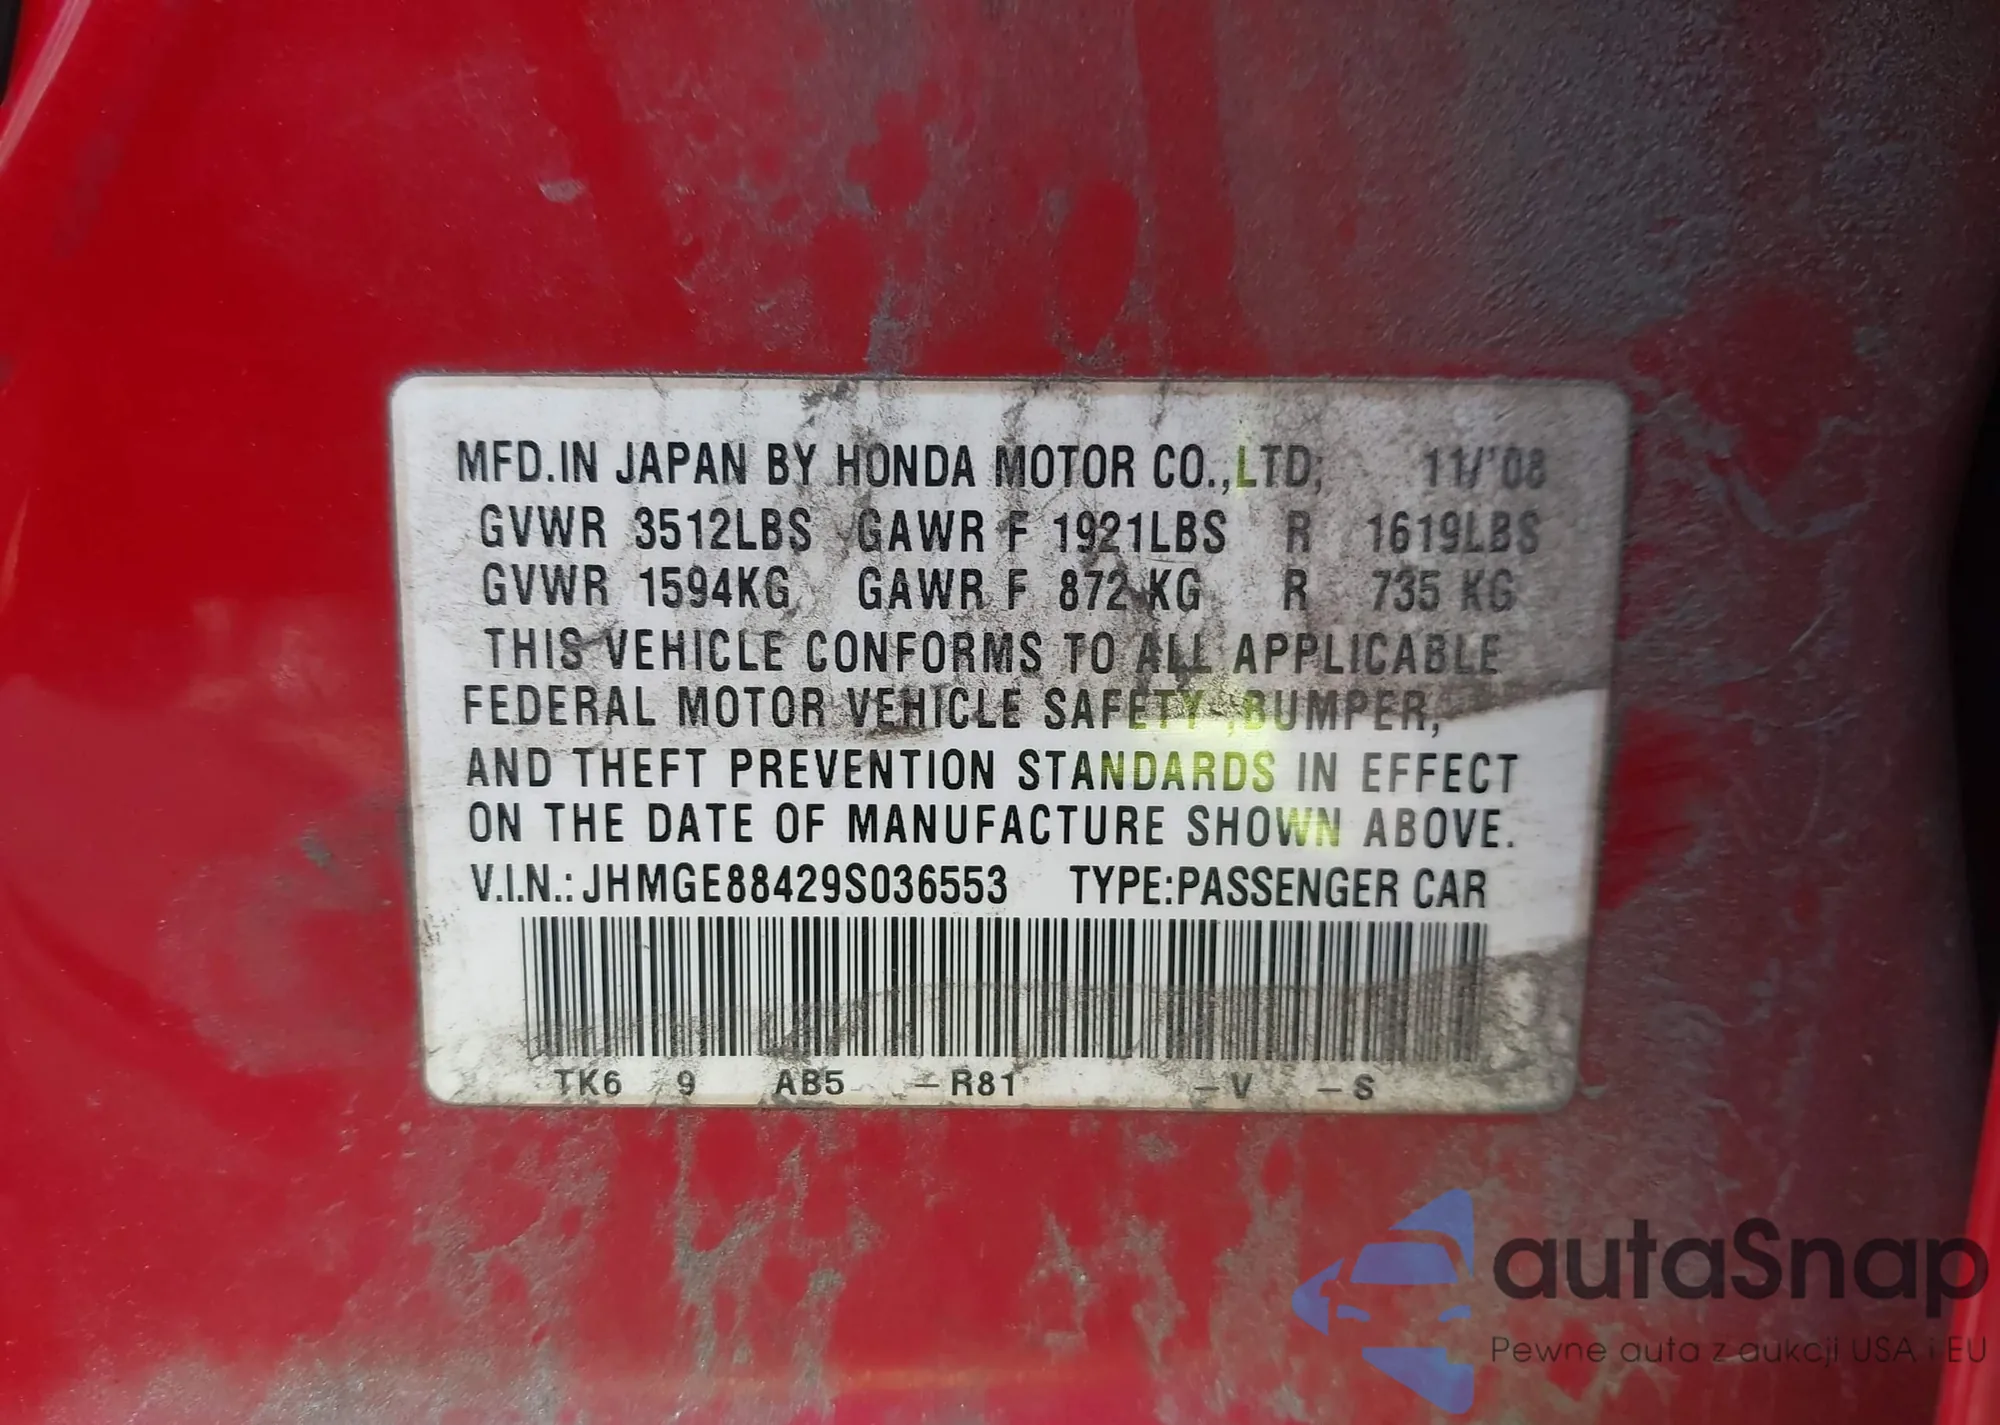 MFD.IN JAPAN BY HONDA MOTOR CO.,LTD; 11/'08
GVWR 3512LBS GAWR F 1921LBS R 1619LBS
GVWR 1594KG GAWR F 872 KG R 735 KG
THIS VEHICLE CONFORMS TO ALL APPLICABLE
FEDERAL MOTOR VEHICLE SAFETY ,BUMPER,
AND THEFT PREVENTION STANDARDS IN EFFECT
ON THE DATE OF MANUFACTURE SHOWN ABOVE.
V.I.N.: JHMGE88429S036553 TYPE:PASSENGER CAR
TK6 9 AB5 -R81 -V -S
autaSnap
Pewne auta z aukcji USA i EU